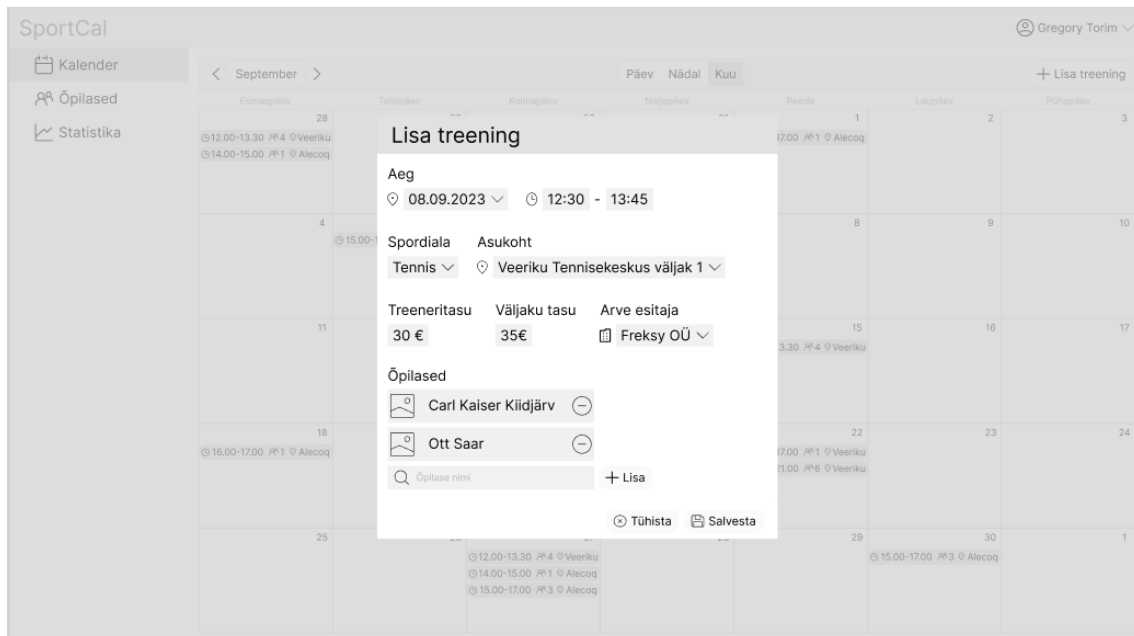 SportCal
Gregory Torim
Kalender
Õpilased
Statistika
September
Päev Nädal Kuu
Lisa treening
Esmaspäev Teisipäev Kolmapäev Neljapäev Reede Laupäev Pühapäev
28 1 2 3
12.00-13.30 4 Veeriku
17.00 1 Alecoq
14.00-15.00 1 Alecoq
4 8 9 10
15.00-1
11 15 16 17
3.30 4 Veeriku
18 22 23 24
16.00-17.00 1 Alecoq
17.00 1 Veeriku
21.00 6 Veeriku
25 29 30 1
12.00-13.30 4 Veeriku
15.00-17.00 3 Alecoq
14.00-15.00 1 Alecoq
15.00-17.00 3 Alecoq
Lisa treening
Aeg
08.09.2023 12:30 - 13:45
Spordiala Asukoht
Tennis Veeriku Tennisekeskus väljak 1
Treeneritasu Väljaku tasu Arve esitaja
30 € 35€ Freksy OÜ
Õpilased
Carl Kaiser Kiidjärv
Ott Saar
Õpilase nimi Lisa
Tühista Salvesta